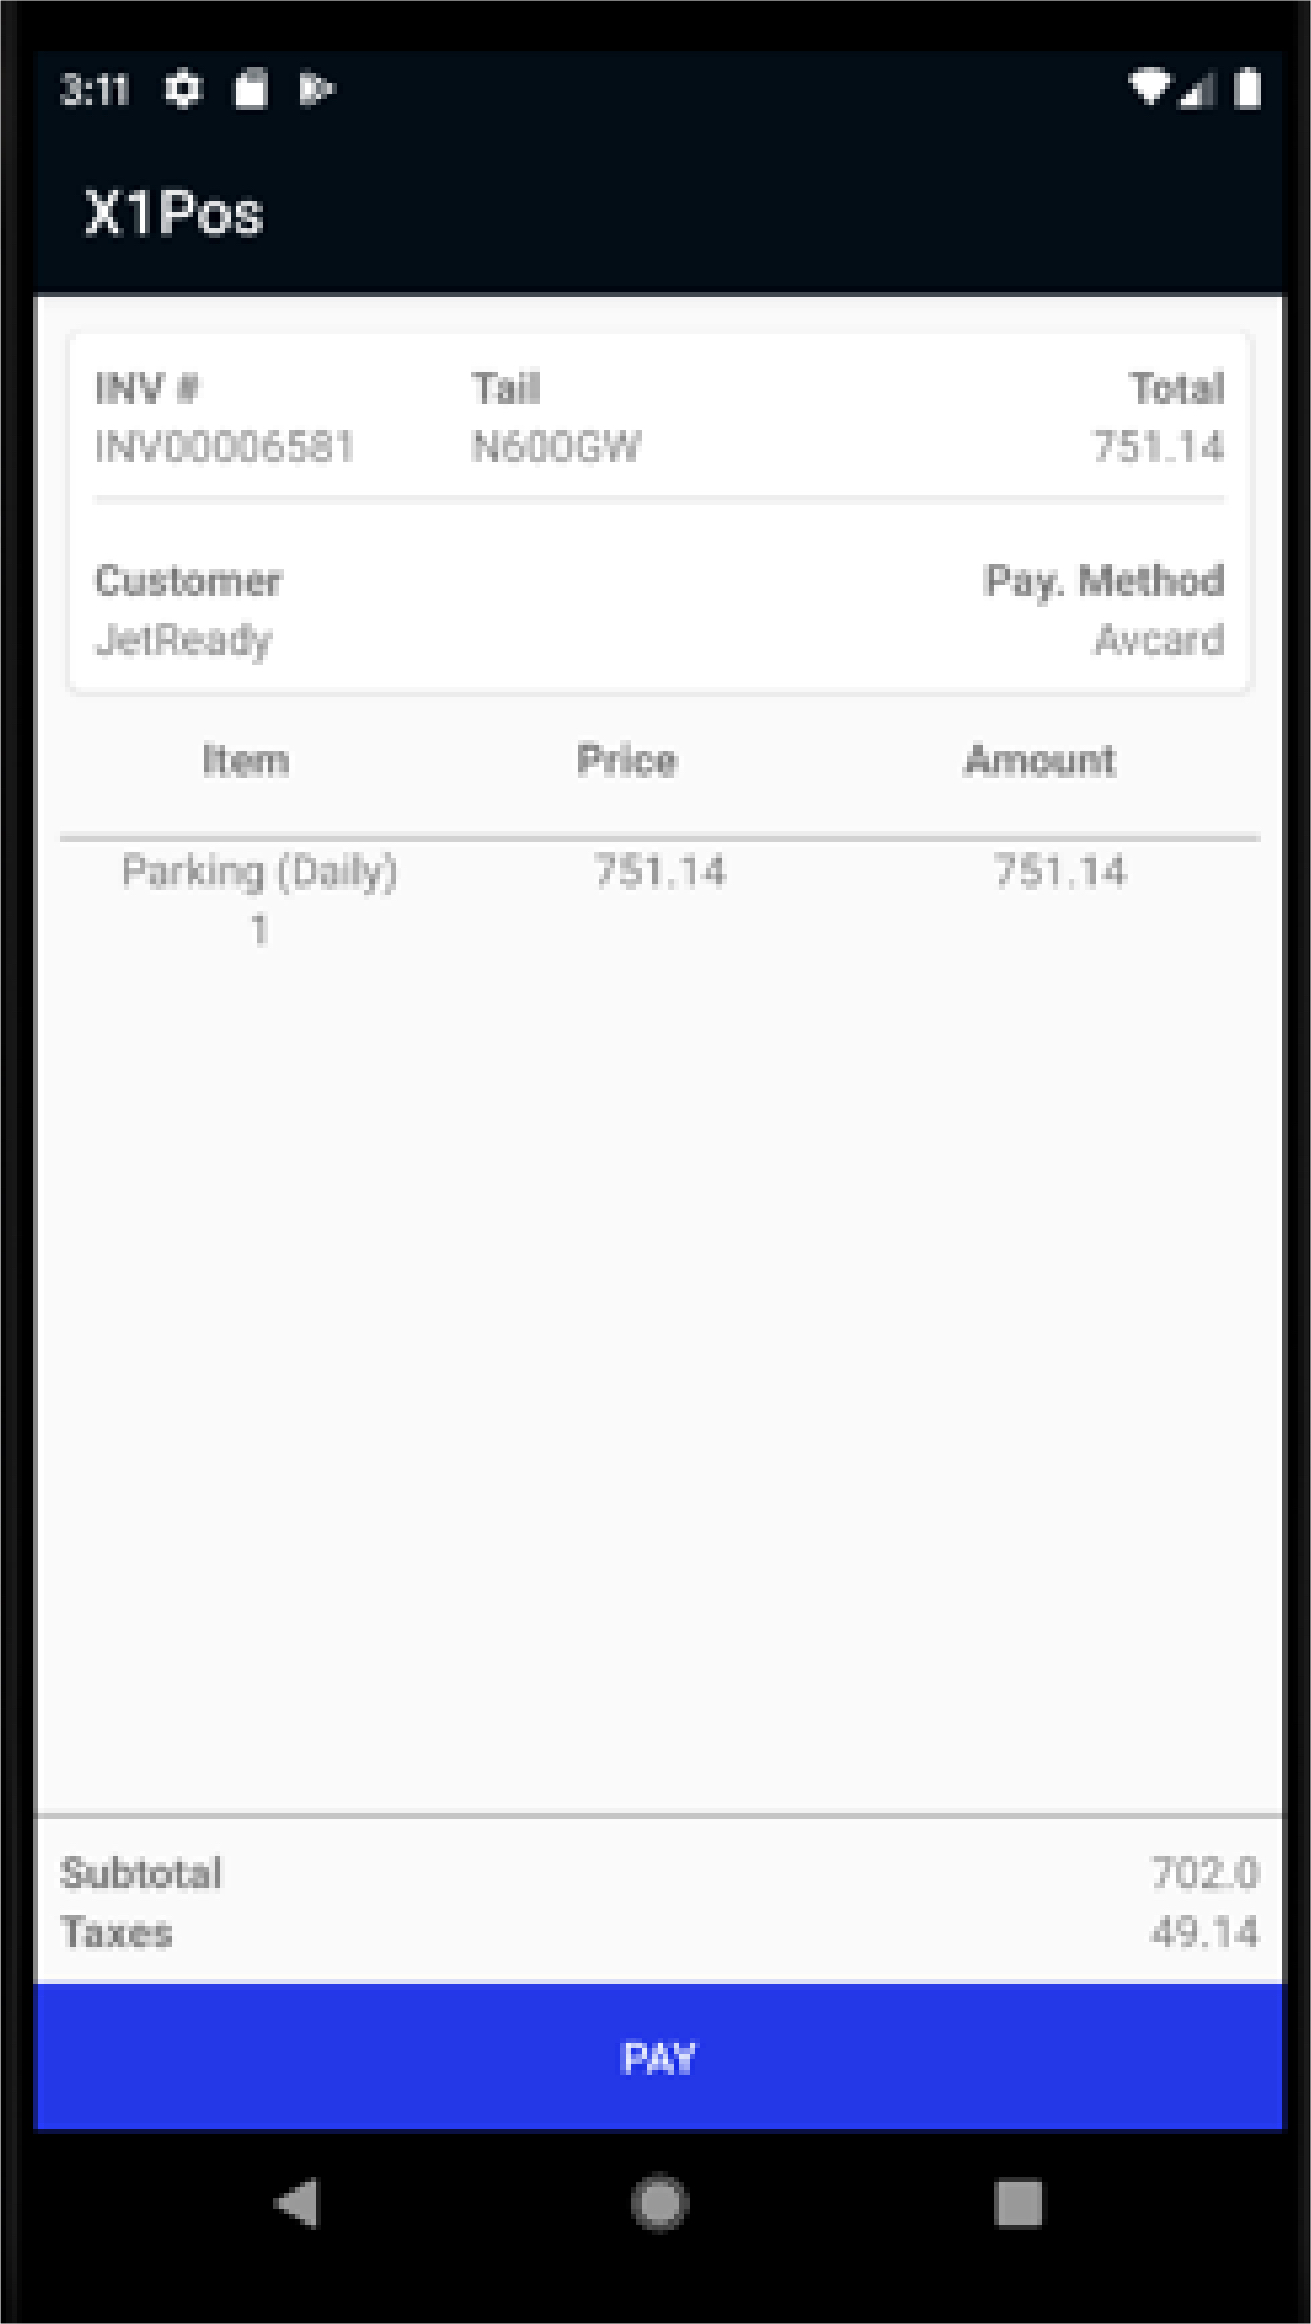 3:11
X1Pos
INV # Tail Total
INV00006581 N600GW 751.14
Customer Pay. Method
JetReady Avcard
Item Price Amount
Parking (Daily) 751.14 751.14
1
Subtotal 702.0
Taxes 49.14
PAY